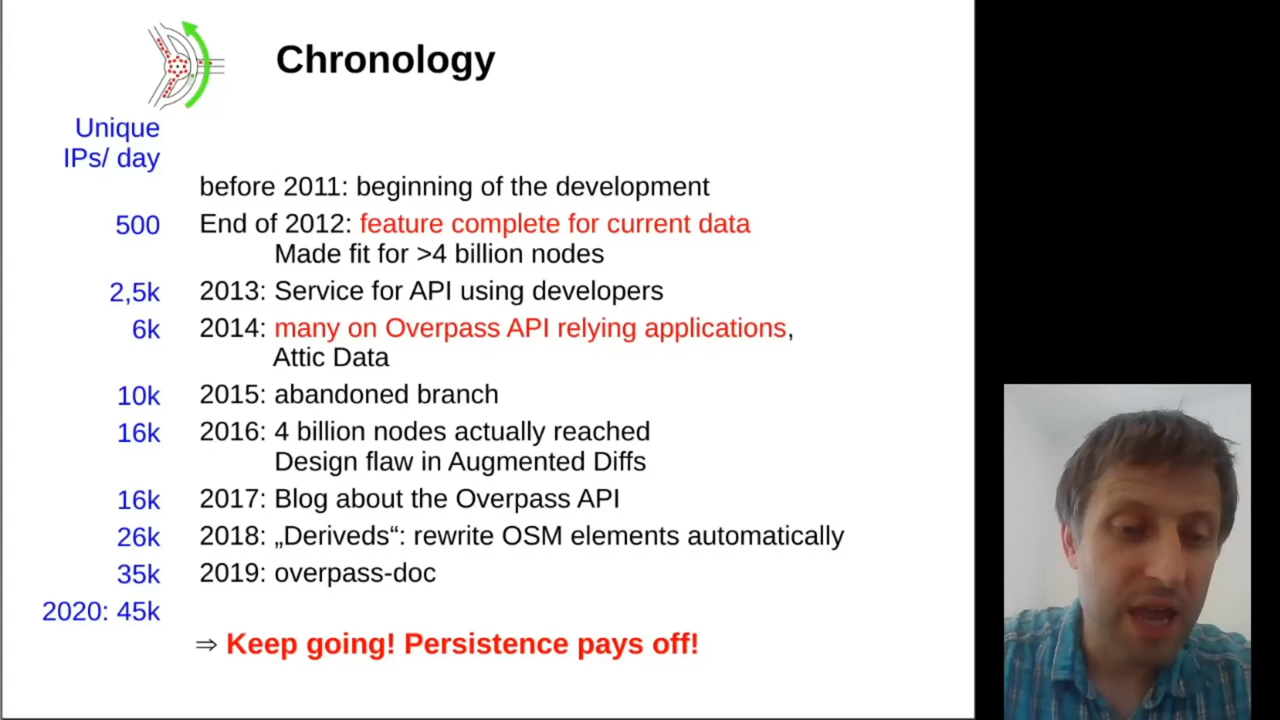 Chronology
Unique
IPs/ day
before 2011: beginning of the development
500 End of 2012: feature complete for current data
Made fit for >4 billion nodes
2,5k 2013: Service for API using developers
6k 2014: many on Overpass API relying applications,
Attic Data
10k 2015: abandoned branch
16k 2016: 4 billion nodes actually reached
Design flaw in Augmented Diffs
16k 2017: Blog about the Overpass API
26k 2018: „Deriveds“: rewrite OSM elements automatically
35k 2019: overpass-doc
2020: 45k
⇒ Keep going! Persistence pays off!